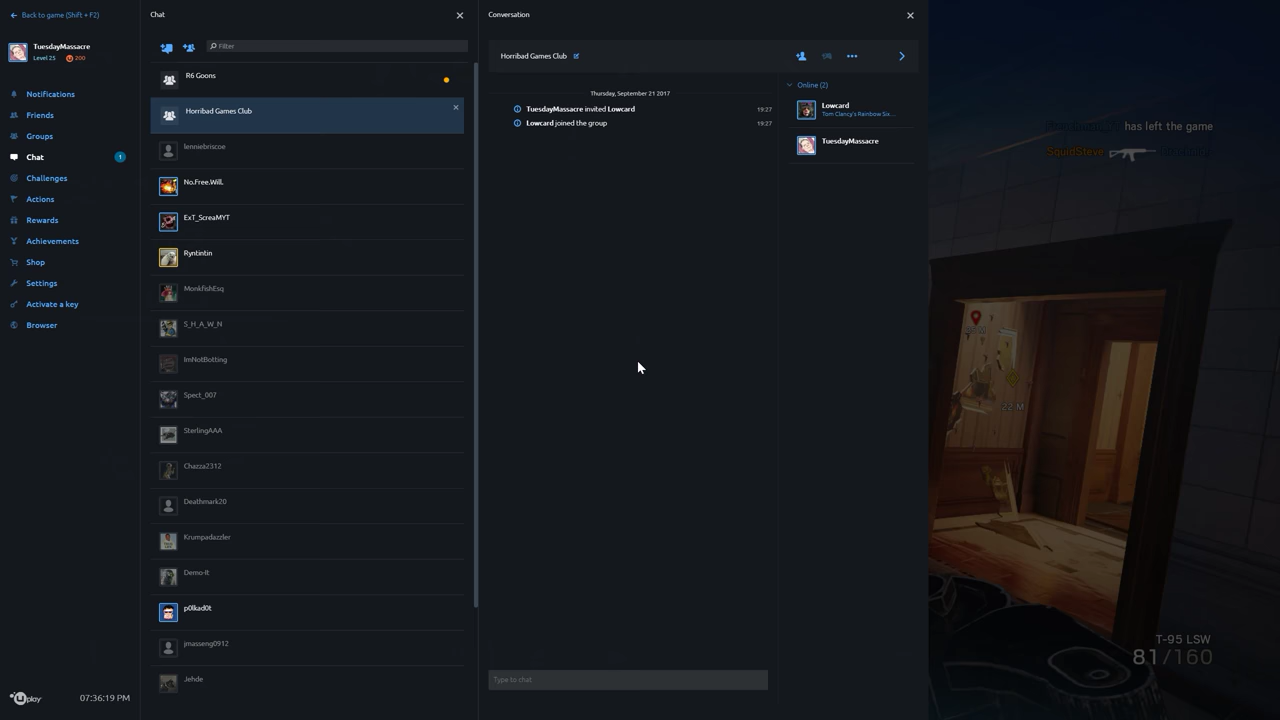 Back to game (Shift + F2)
TuesdayMassacre
Level 25
200
Notifications
Friends
Groups
Chat
1
Challenges
Actions
Rewards
Achievements
Shop
Settings
Activate a key
Browser
uplay
07:36:19 PM
Chat
Filter
R6 Goons
Horribad Games Club
lenniebriscoe
No.Free.Will.
ExT_ScreaMYT
Ryntintin
MonkfishEsq
S_H_A_W_N
ImNotBotting
Spect_007
SterlingAAA
Chazza2312
Deathmark20
Krumpadazzler
Demo-It
p0lkad0t
jmasseng0912
Jehde
Conversation
Horribad Games Club
Thursday, September 21 2017
TuesdayMassacre invited Lowcard 19:27
Lowcard joined the group 19:27
Type to chat
Online (2)
Lowcard
Tom Clancy's Rainbow Six...
TuesdayMassacre
has left the game
SquidSteve
22 M
T-95 LSW
81/160